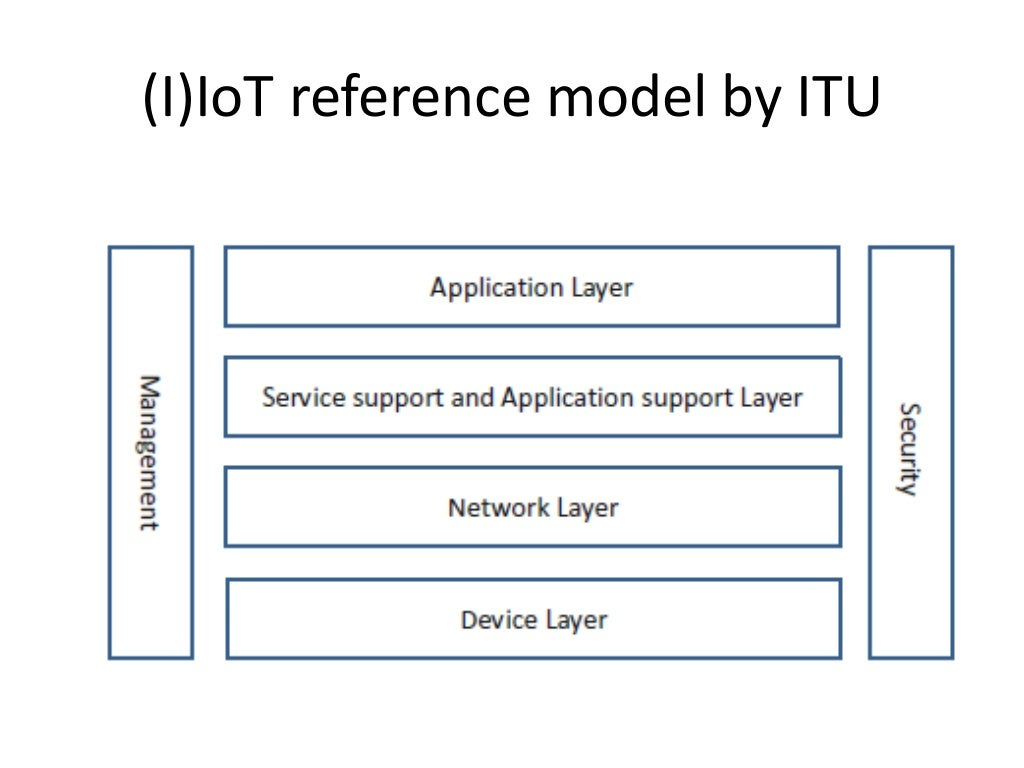 (I)IoT reference model by ITU
Management
Application Layer
Service support and Application support Layer
Network Layer
Device Layer
Security